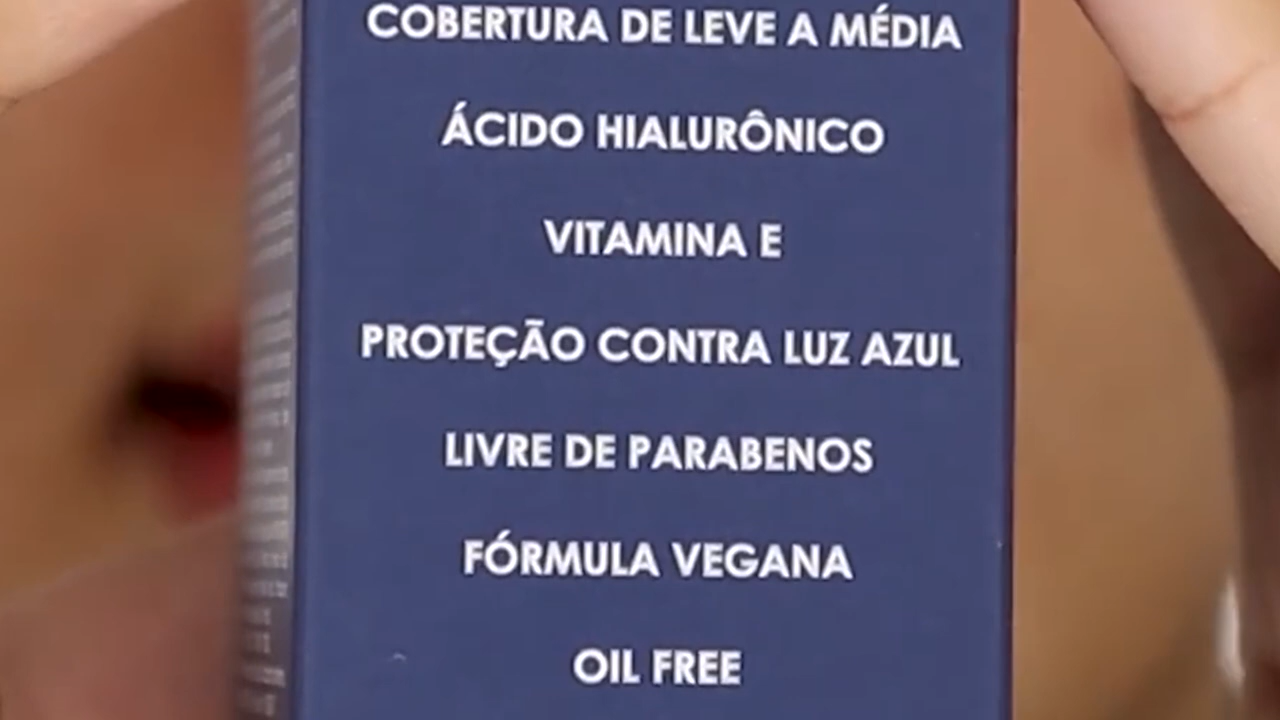 COBERTURA DE LEVE A MÉDIA
ÁCIDO HIALURÔNICO
VITAMINA E
PROTEÇÃO CONTRA LUZ AZUL
LIVRE DE PARABENOS
FÓRMULA VEGANA
OIL FREE